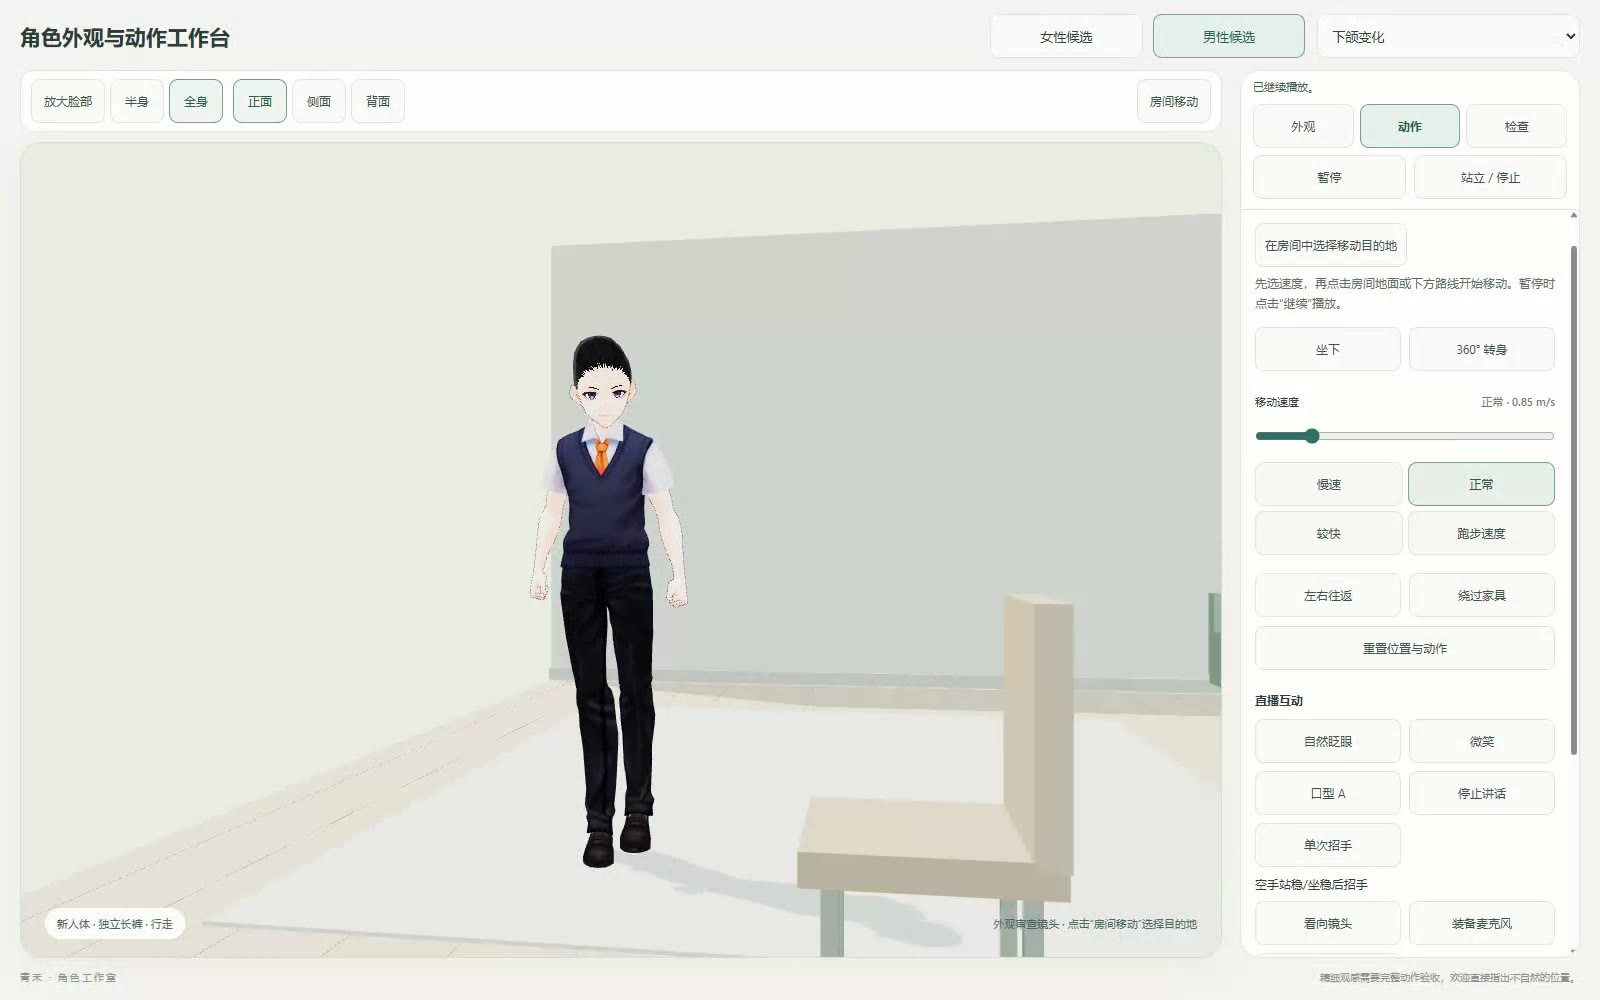 角色外观与动作工作台
女性候选
男性候选
下颌变化
放大脸部
半身
全身
正面
侧面
背面
房间移动
已继续播放。
外观
动作
检查
暂停
站立 / 停止
在房间中选择移动目的地
先选速度，再点击房间地面或下方路线开始移动。暂停时
点击“继续”播放。
坐下
360° 转身
移动速度
正常 · 0.85 m/s
慢速
正常
较快
跑步速度
左右往返
绕过家具
重置位置与动作
直播互动
自然眨眼
微笑
口型 A
停止讲话
单次招手
空手站稳/坐稳后招手
看向镜头
装备麦克风
新人体 · 独立长裤 · 行走
外观审查镜头 · 点击“房间移动”选择目的地
青禾 · 角色工作室
精细观感需要完整动作验收，欢迎直接指出不自然的位置。